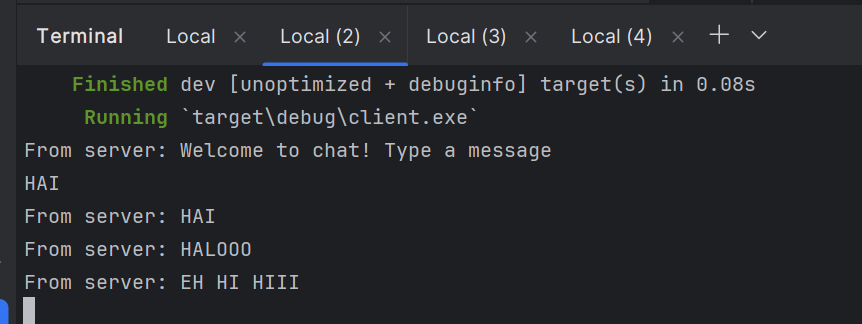 Terminal Local × Local (2) × Local (3) × Local (4) ×
Finished dev [unoptimized + debuginfo] target(s) in 0.08s
Running `target\debug\client.exe`
From server: Welcome to chat! Type a message
HAI
From server: HAI
From server: HALOOO
From server: EH HI HIII